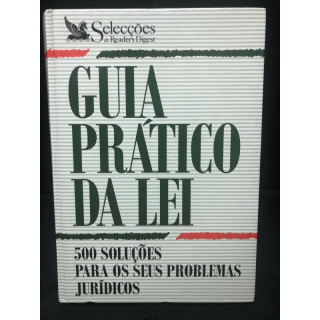 Selecções
do Reader's Digest
GUIA
PRÁTICO
DA LEI
500 SOLUÇÕES
PARA OS SEUS PROBLEMAS
JURÍDICOS